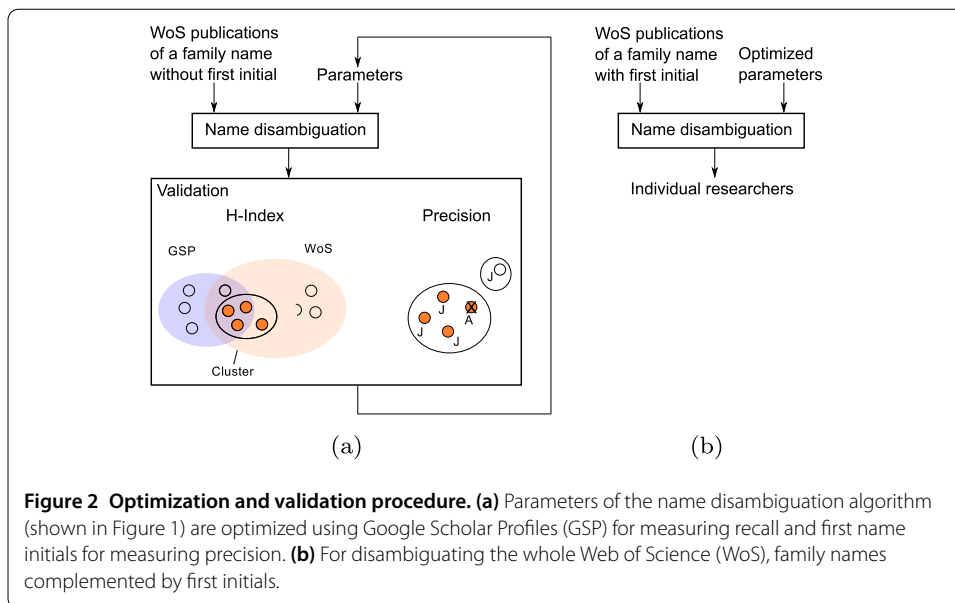 WoS publications
of a family name
without first initial
Parameters
Name disambiguation
Validation
H-Index
Precision
GSP
WoS
J
J
A
J
J
Cluster
(a)
WoS publications
of a family name
with first initial
Optimized
parameters
Name disambiguation
Individual researchers
(b)
Figure 2 Optimization and validation procedure. (a) Parameters of the name disambiguation algorithm
(shown in Figure 1) are optimized using Google Scholar Profiles (GSP) for measuring recall and first name
initials for measuring precision. (b) For disambiguating the whole Web of Science (WoS), family names
complemented by first initials.